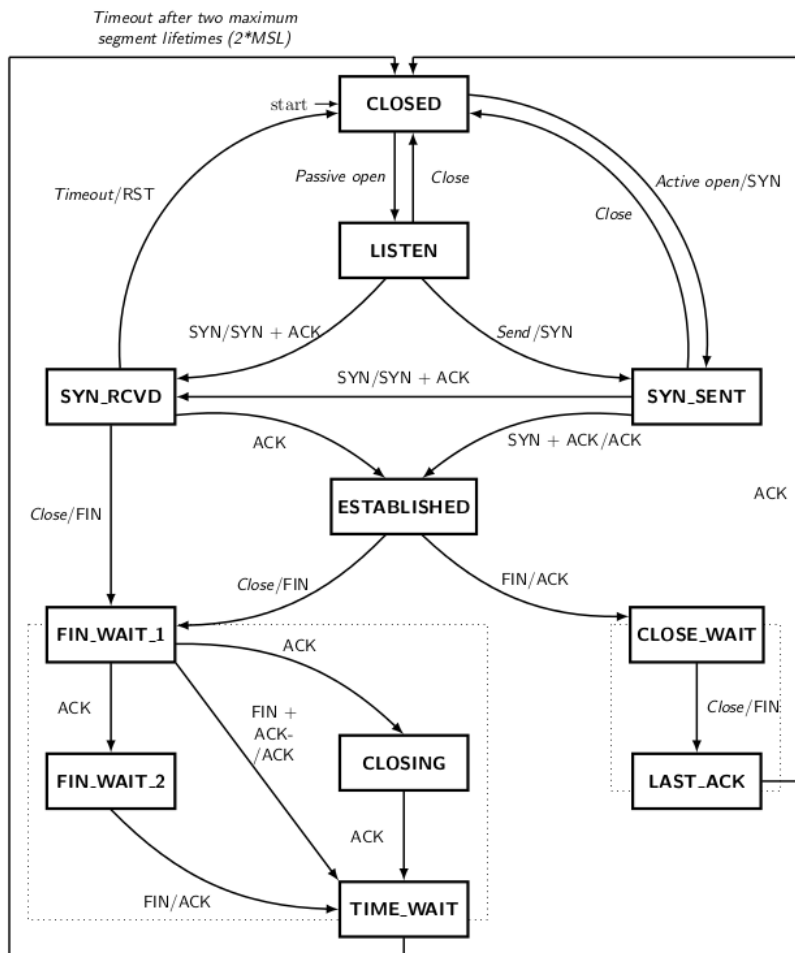 Timeout after two maximum
segment lifetimes (2*MSL)
start
CLOSED
Passive open
Close
Active open/SYN
Timeout/RST
Close
LISTEN
SYN/SYN + ACK
Send/SYN
SYN_RCVD
SYN/SYN + ACK
SYN_SENT
ACK
SYN + ACK/ACK
ESTABLISHED
ACK
Close/FIN
Close/FIN
FIN/ACK
FIN_WAIT_1
ACK
CLOSE_WAIT
ACK
FIN +
ACK-
/ACK
Close/FIN
FIN_WAIT_2
CLOSING
LAST_ACK
ACK
FIN/ACK
TIME_WAIT